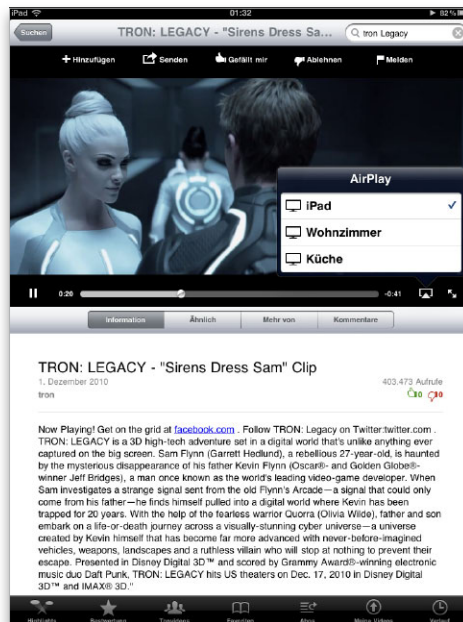 iPad 01:32 92%
Suchen TRON: LEGACY - "Sirens Dress Sa... tron Legacy
Hinzufügen Senden Gefällt mir Ablehnen Melden
AirPlay
iPad
Wohnzimmer
Küche
0:26 -0:41
Information Ähnlich Mehr von Kommentare
TRON: LEGACY - "Sirens Dress Sam" Clip
1. Dezember 2010 403.473 Aufrufe
tron 0 0
Now Playing! Get on the grid at facebook.com . Follow TRON: Legacy on Twitter:twitter.com .
TRON: LEGACY is a 3D high-tech adventure set in a digital world that's unlike anything ever
captured on the big screen. Sam Flynn (Garrett Hedlund), a rebellious 27-year-old, is haunted
by the mysterious disappearance of his father Kevin Flynn (Oscar®- and Golden Globe®-
winner Jeff Bridges), a man once known as the world's leading video-game developer. When
Sam investigates a strange signal sent from the old Flynn's Arcade—a signal that could only
come from his father—he finds himself pulled into a digital world where Kevin has been
trapped for 20 years. With the help of the fearless warrior Quorra (Olivia Wilde), father and son
embark on a life-or-death journey across a visually-stunning cyber universe—a universe
created by Kevin himself that has become far more advanced with never-before-imagined
vehicles, weapons, landscapes and a ruthless villain who will stop at nothing to prevent their
escape. Presented in Disney Digital 3D™ and scored by Grammy Award®-winning electronic
music duo Daft Punk, TRON: LEGACY hits US theaters on Dec. 17, 2010 in Disney Digital
3D™ and IMAX® 3D."
Highlights Topvideos Favoriten Abos Meine Videos Verlauf